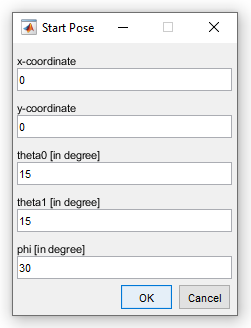 Start Pose
x-coordinate
0
y-coordinate
0
theta0 [in degree]
15
theta1 [in degree]
15
phi [in degree]
30
OK Cancel